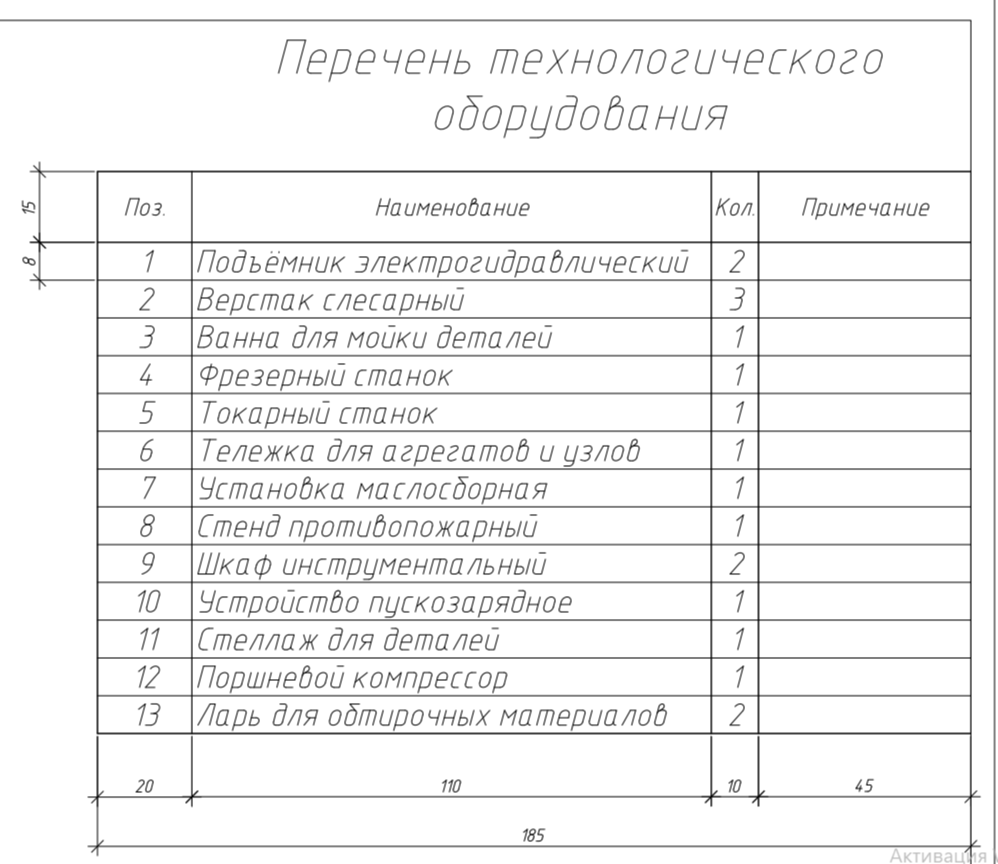 Перечень технологического
оборудования
Поз. Наименование Кол. Примечание
15
8
1 Подъёмник электрогидравлический 2
2 Верстак слесарный 3
3 Ванна для мойки деталей 1
4 Фрезерный станок 1
5 Токарный станок 1
6 Тележка для агрегатов и узлов 1
7 Установка маслосборная 1
8 Стенд противопожарный 1
9 Шкаф инструментальный 2
10 Устройство пускозарядное 1
11 Стеллаж для деталей 1
12 Поршневой компрессор 1
13 Ларь для обтирочных материалов 2
20 110 10 45
185
Активация